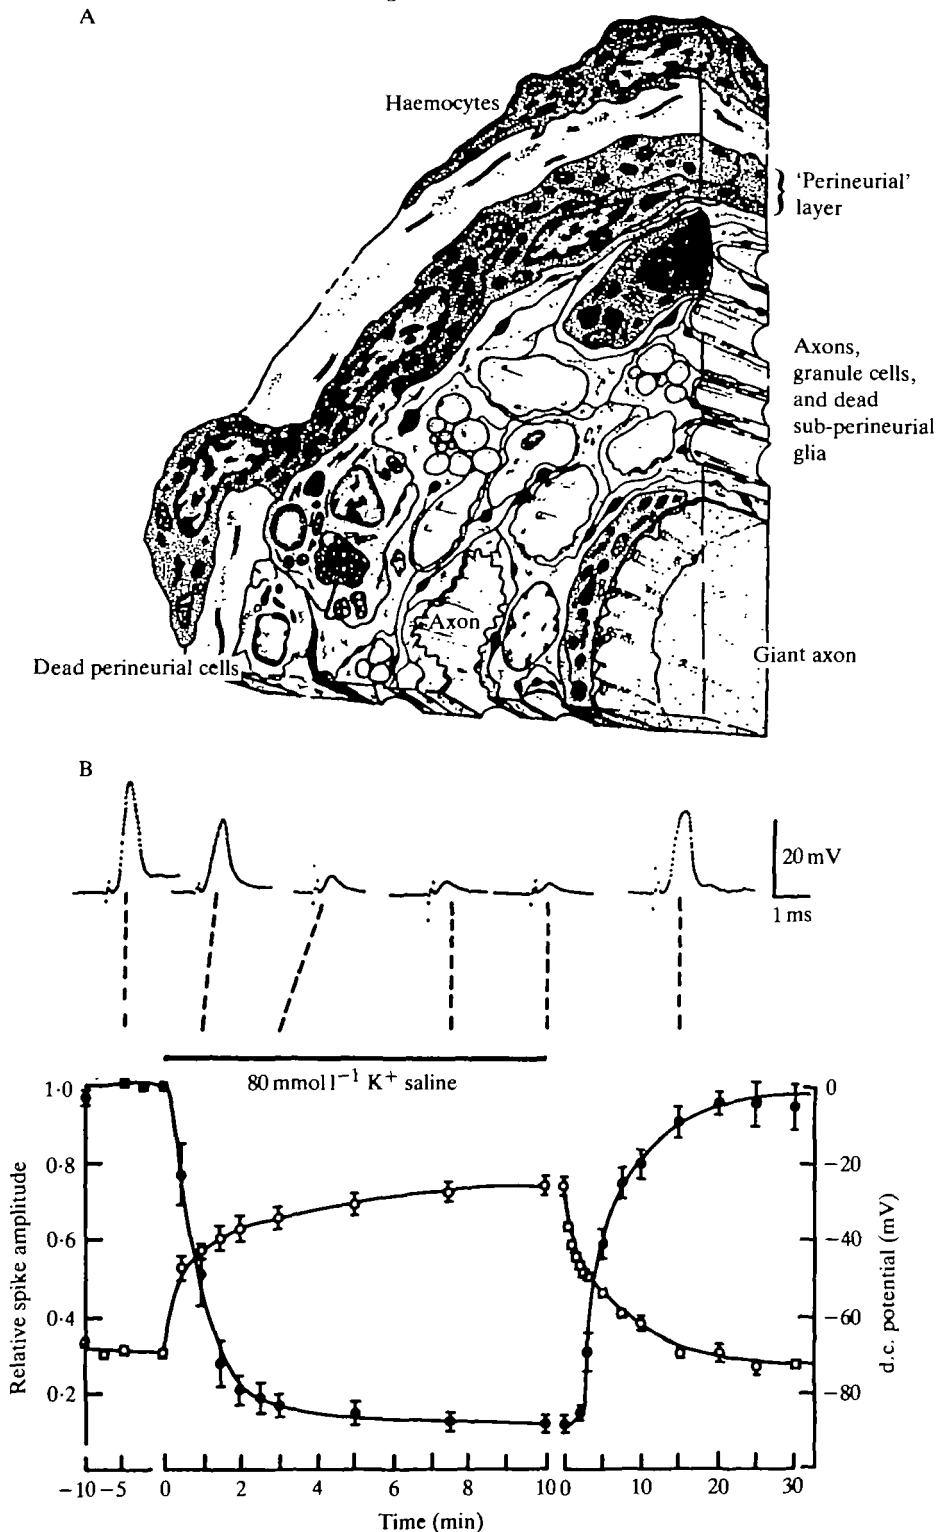 A
Haemocytes
'Perineurial'
layer
Axons,
granule cells,
and dead
sub-perineurial
glia
Axon
Dead perineurial cells
Giant axon
B
20 mV
1 ms
80 mmol l⁻¹ K⁺ saline
1·0
0·8
0·6
0·4
0·2
Relative spike amplitude
0
−20
−40
−60
−80
d.c. potential (mV)
−10 −5 0 2 4 6 8 10 0 10 20 30
Time (min)